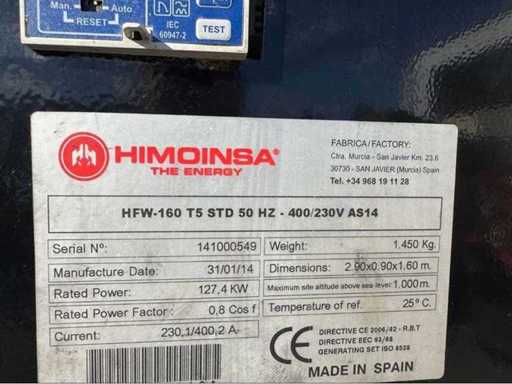 Man. Auto
RESET
IEC
60947-2
TEST
HIMOINSA®
THE ENERGY
FABRICA/FACTORY:
Ctra. Murcia - San Javier Km. 23.6
30730 - SAN JAVIER (Murcia) Spain
Tel. +34 968 19 11 28
HFW-160 T5 STD 50 HZ - 400/230V AS14
Serial Nº: 141000549
Weight: 1.450 Kg.
Manufacture Date: 31/01/14
Dimensions: 2.90x0.90x1.60 m.
Rated Power: 127,4 KW
Maximum site altitude above sea level: 1.000 m.
Rated Power Factor: 0,8 Cos f
Temperature of ref. 25º C.
Current: 230,1/400,2 A
CE
DIRECTIVE CE 2006/42 - R.B.T
DIRECTIVE EEC 93/68
GENERATING SET ISO 8528
MADE IN SPAIN